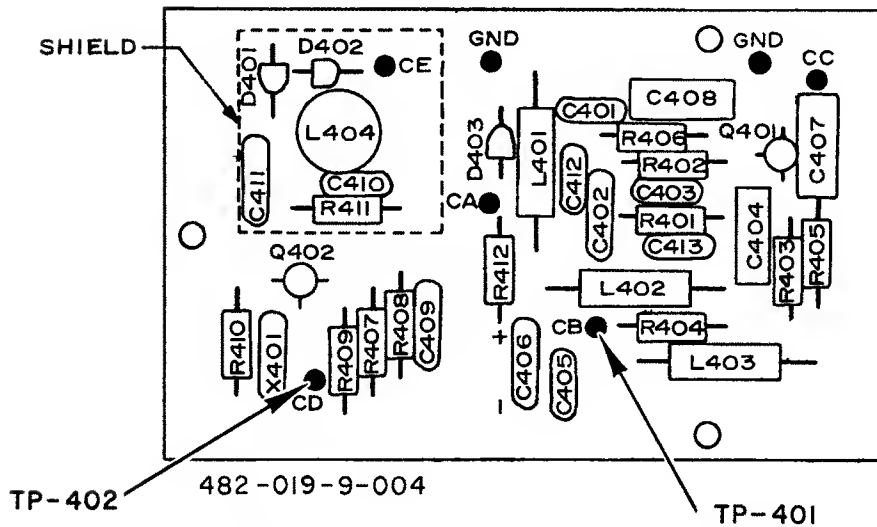 SHIELD
D401
D402
CE
GND
GND
CC
L404
C411
C410
R411
D403
L401
C401
C408
R406
Q401
C407
R402
C412
C403
CA
C402
R401
C404
C413
R403
R405
R412
Q402
L402
R410
X401
R409
R407
R408
C409
+
C406
-
C405
CB
R404
L403
CD
482-019-9-004
TP-402
TP-401